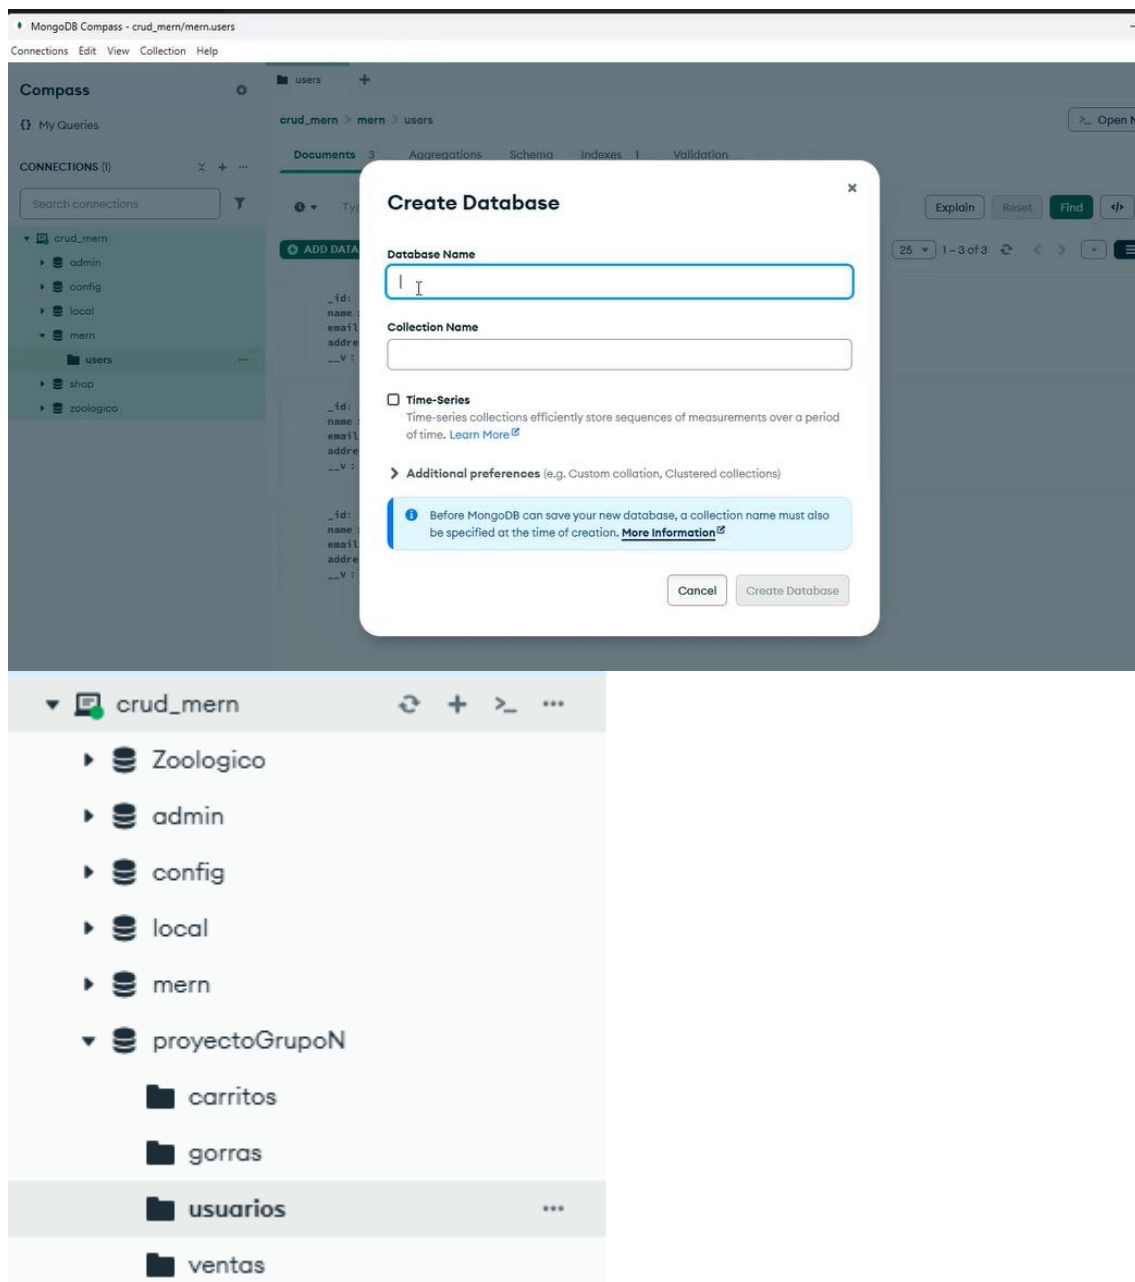 MongoDB Compass - crud_mern/mern.users
Connections Edit View Collection Help
Compass
My Queries
CONNECTIONS (1)
Search connections
crud_mern
admin
config
local
mern
users
shop
zoologico
users
crud_mern > mern > users
>_ Open
Documents 3 Aggregations Schema Indexes 1 Validation
Explain Reset Find </>
ADD DATA
25 1 – 3 of 3
_id:
name
email
addre
__v :
_id:
name
email
addre
__v :
_id:
name
email
addre
__v :
Create Database
Database Name
Collection Name
Time-Series
Time-series collections efficiently store sequences of measurements over a period
of time. Learn More
Additional preferences (e.g. Custom collation, Clustered collections)
Before MongoDB can save your new database, a collection name must also
be specified at the time of creation. More Information
Cancel Create Database
crud_mern
Zoologico
admin
config
local
mern
proyectoGrupoN
carritos
gorras
usuarios
ventas